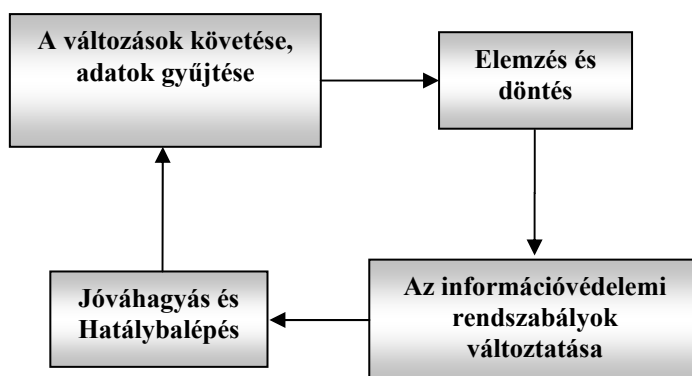 A változások követése,
adatok gyűjtése
Elemzés és
döntés
Az információvédelemi
rendszabályok
változtatása
Jóváhagyás és
Hatálybalépés